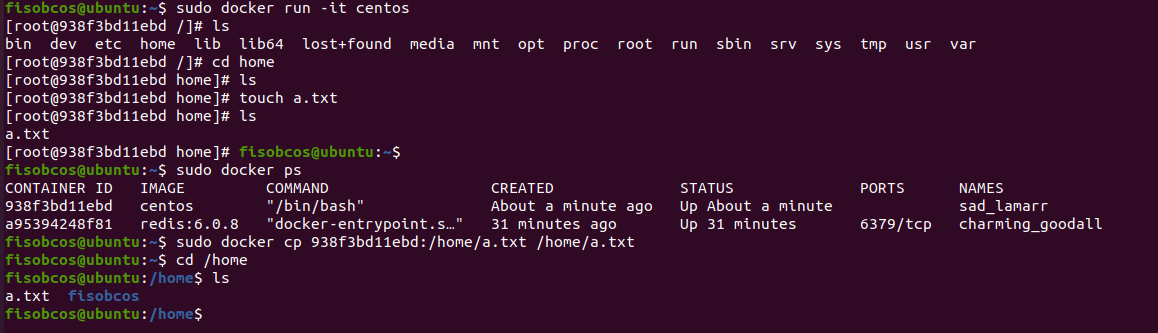 fisobcos@ubuntu:~$ sudo docker run -it centos
[root@938f3bd11ebd /]# ls
bin  dev  etc  home  lib  lib64  lost+found  media  mnt  opt  proc  root  run  sbin  srv  sys  tmp  usr  var
[root@938f3bd11ebd /]# cd home
[root@938f3bd11ebd home]# ls
[root@938f3bd11ebd home]# touch a.txt
[root@938f3bd11ebd home]# ls
a.txt
[root@938f3bd11ebd home]# fisobcos@ubuntu:~$
fisobcos@ubuntu:~$ sudo docker ps
CONTAINER ID   IMAGE         COMMAND                  CREATED              STATUS              PORTS      NAMES
938f3bd11ebd   centos        "/bin/bash"              About a minute ago   Up About a minute              sad_lamarr
a95394248f81   redis:6.0.8   "docker-entrypoint.s…"   31 minutes ago       Up 31 minutes       6379/tcp   charming_goodall
fisobcos@ubuntu:~$ sudo docker cp 938f3bd11ebd:/home/a.txt /home/a.txt
fisobcos@ubuntu:~$ cd /home
fisobcos@ubuntu:/home$ ls
a.txt  fisobcos
fisobcos@ubuntu:/home$